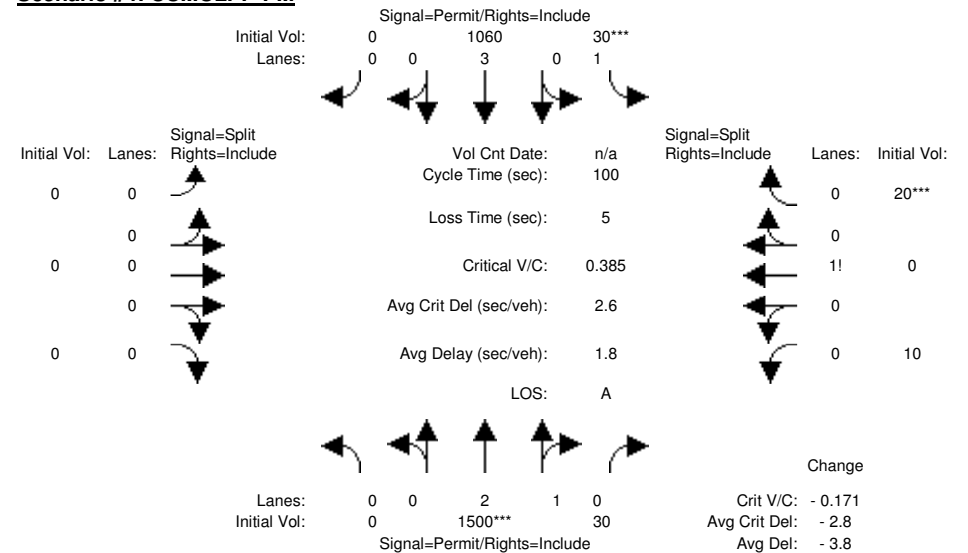 Signal=Permit/Rights=Include
Initial Vol: 0 1060 30***
Lanes: 0 0 3 0 1
Signal=Split
Initial Vol: Lanes: Rights=Include
Vol Cnt Date: n/a
Signal=Split
Rights=Include Lanes: Initial Vol:
Cycle Time (sec): 100
0 0
0 20***
Loss Time (sec): 5
0
0
0 0
Critical V/C: 0.385
1! 0
0
Avg Crit Del (sec/veh): 2.6
0
0 0
Avg Delay (sec/veh): 1.8
0 10
LOS: A
Change
Lanes: 0 0 2 1 0
Crit V/C: - 0.171
Initial Vol: 0 1500*** 30
Avg Crit Del: - 2.8
Signal=Permit/Rights=Include
Avg Del: - 3.8